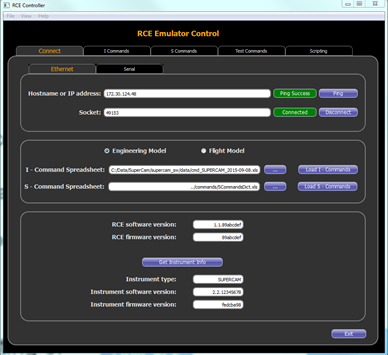 RCE Controller
File View Help
RCE Emulator Control
Connect I Commands S Commands Test Commands Scripting
Ethernet Serial
Hostname or IP address: 172.30.124.48 Ping Success Ping
Socket: 49153 Connected Disconnect
Engineering Model Flight Model
I - Command Spreadsheet: C:/Data/SuperCam/supercam_sw/data/cmd_SUPERCAM_2015-09-08.xls ... Load I - Commands
S - Command Spreadsheet: .../commands/SCommandsDict.xls ... Load S - Commands
RCE software version: 1.1.89abcdef
RCE firmware version: 89abcdef
Get Instrument Info
Instrument type: SUPERCAM
Instrument software version: 2.2.12345678
Instrument firmware version: fedcba98
Exit